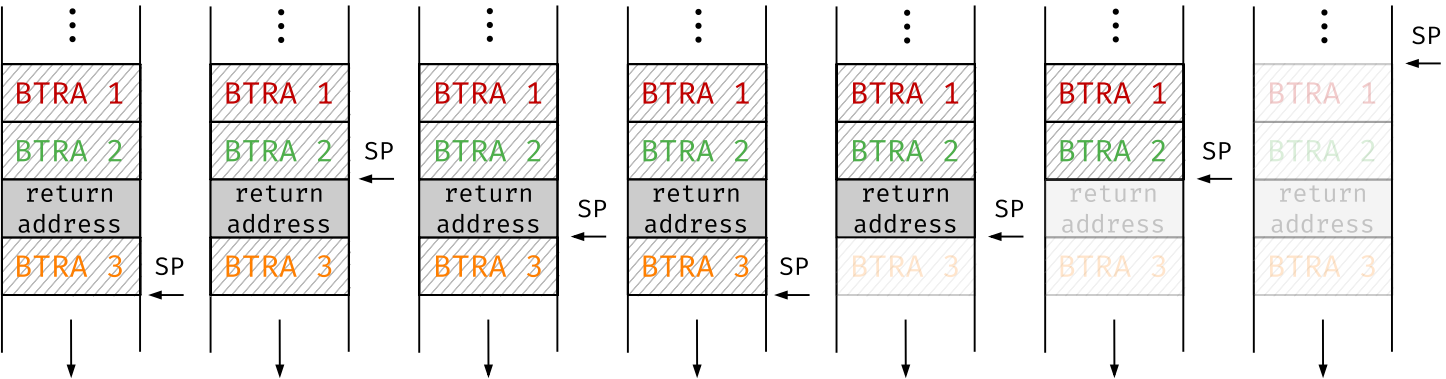 SP
BTRA 1
BTRA 1
BTRA 1
BTRA 1
BTRA 1
BTRA 1
BTRA 1
BTRA 2
BTRA 2
SP
BTRA 2
BTRA 2
BTRA 2
BTRA 2
SP
BTRA 2
return
address
return
address
return
address
SP
return
address
return
address
SP
return
address
return
address
BTRA 3
SP
BTRA 3
BTRA 3
BTRA 3
SP
BTRA 3
BTRA 3
BTRA 3